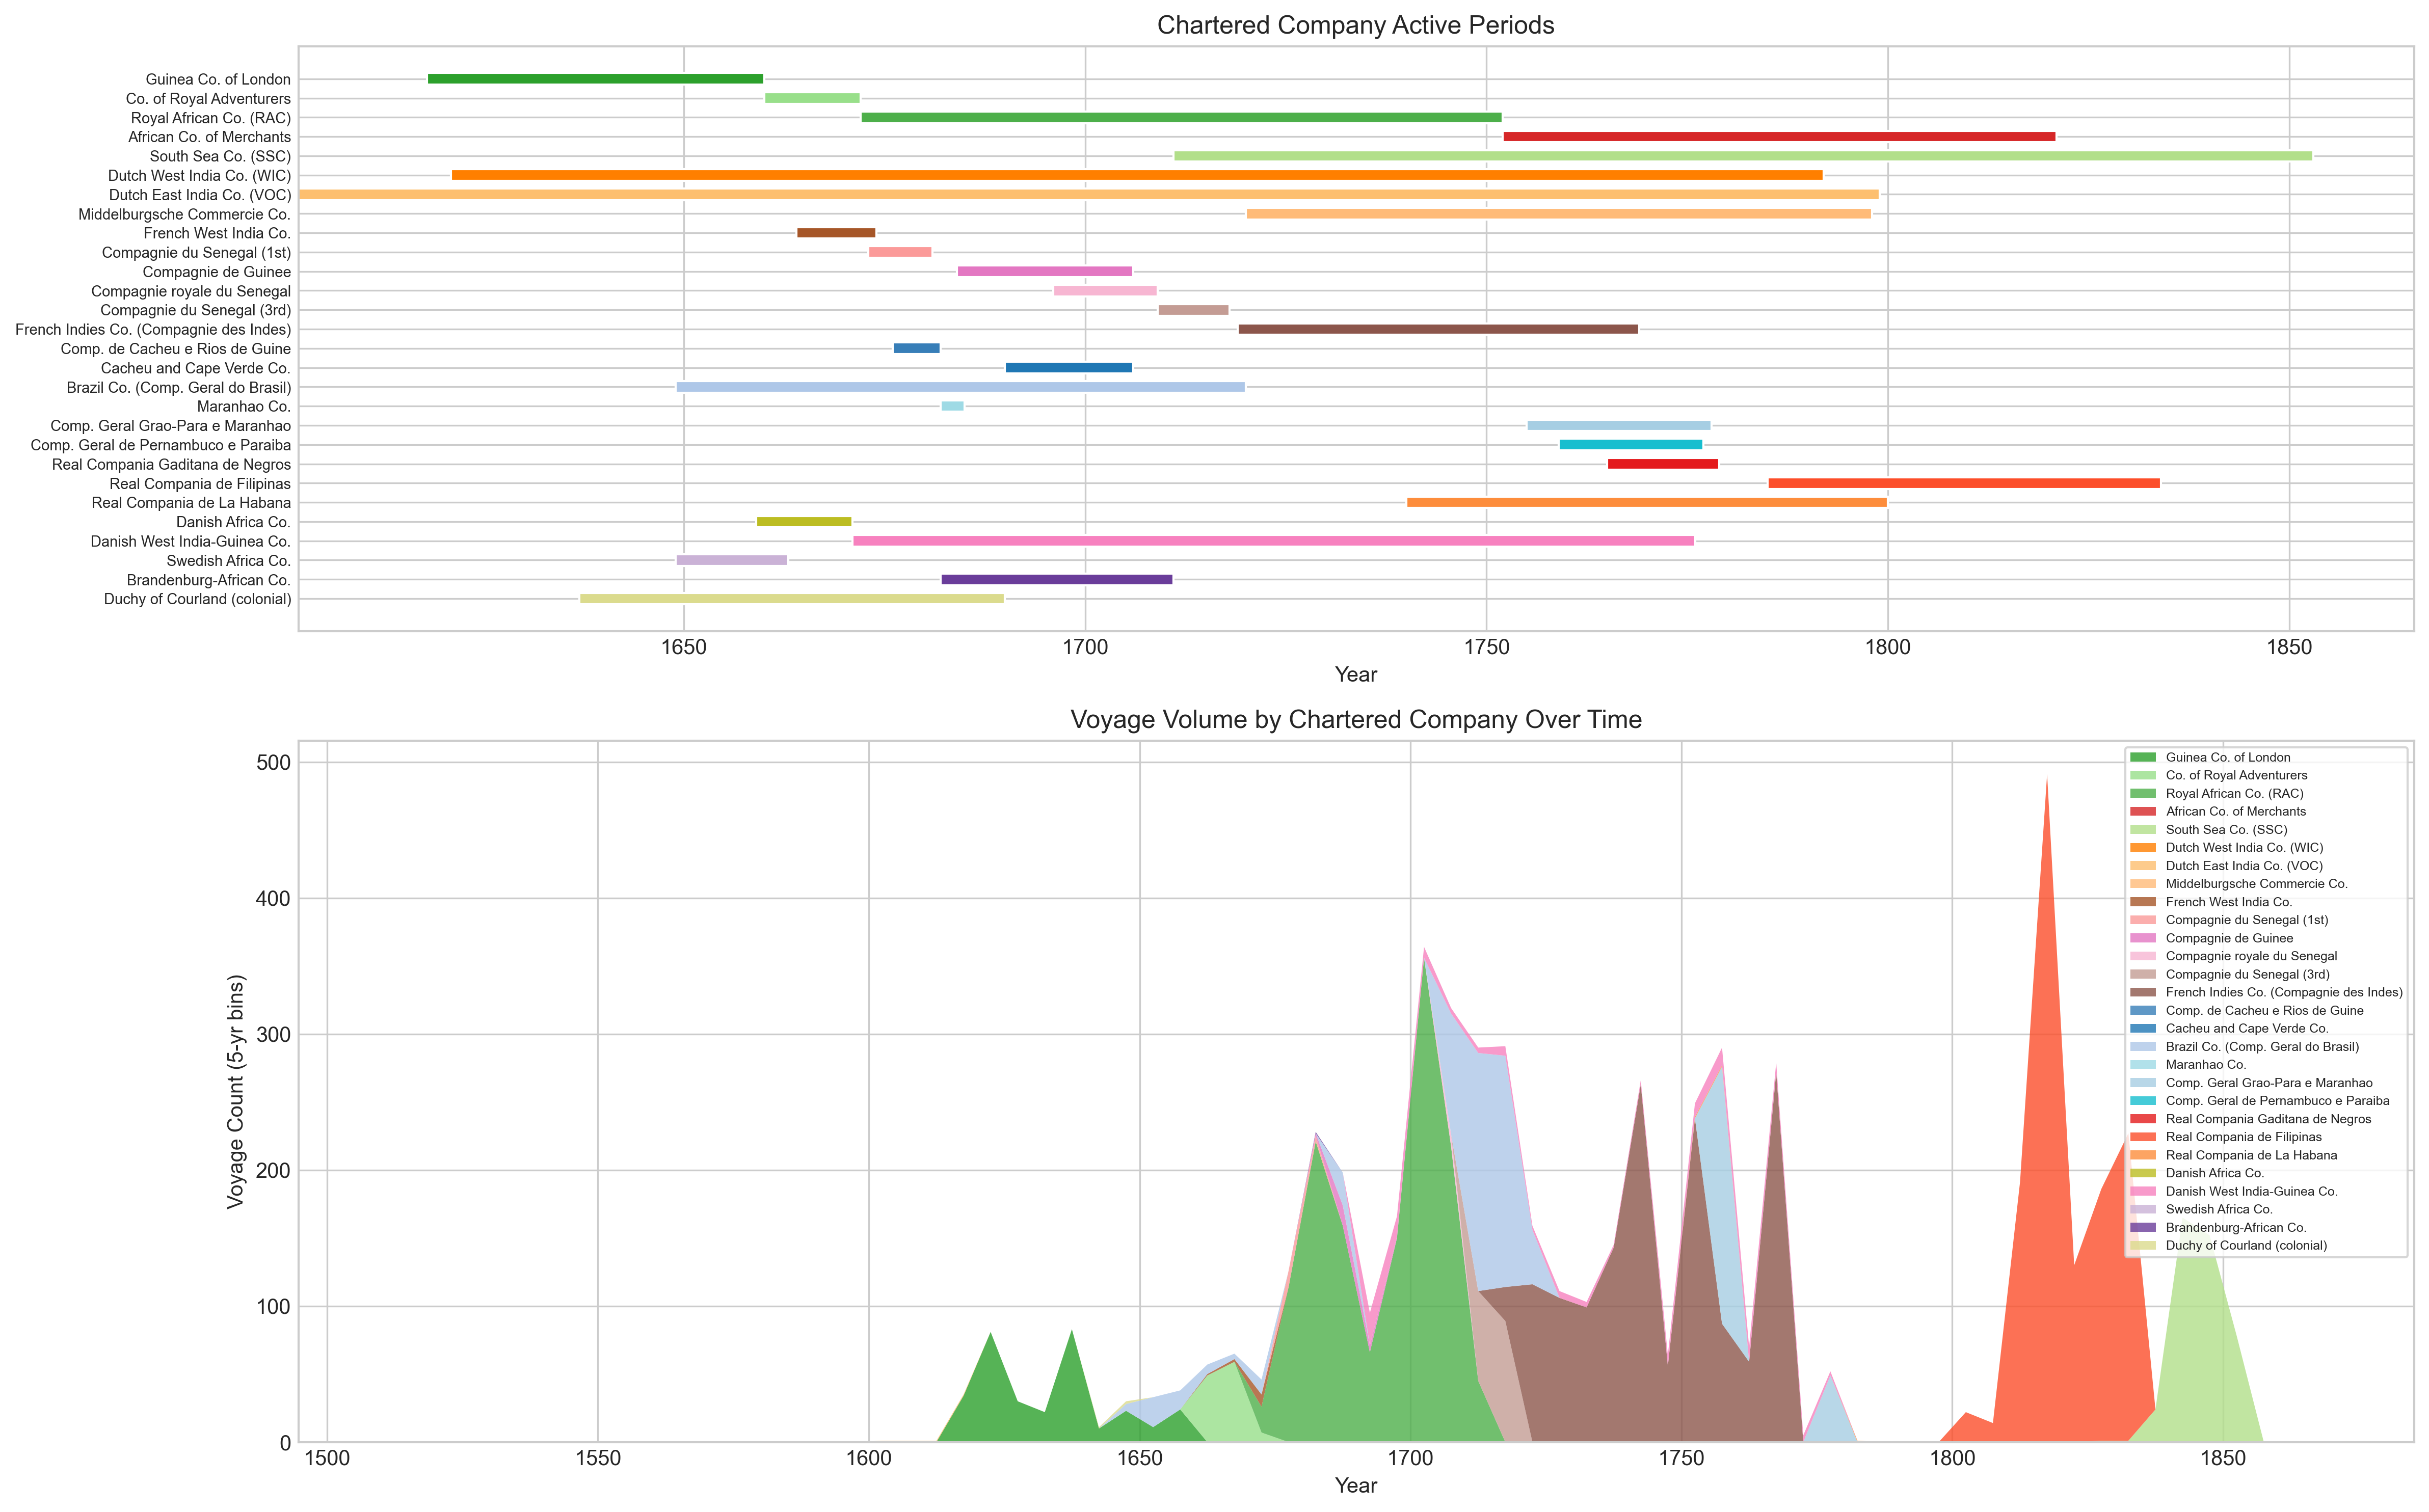 Chartered Company Active Periods
Guinea Co. of London
Co. of Royal Adventurers
Royal African Co. (RAC)
African Co. of Merchants
South Sea Co. (SSC)
Dutch West India Co. (WIC)
Dutch East India Co. (VOC)
Middelburgsche Commercie Co.
French West India Co.
Compagnie du Senegal (1st)
Compagnie de Guinee
Compagnie royale du Senegal
Compagnie du Senegal (3rd)
French Indies Co. (Compagnie des Indes)
Comp. de Cacheu e Rios de Guine
Cacheu and Cape Verde Co.
Brazil Co. (Comp. Geral do Brasil)
Maranhao Co.
Comp. Geral Grao-Para e Maranhao
Comp. Geral de Pernambuco e Paraiba
Real Compania Gaditana de Negros
Real Compania de Filipinas
Real Compania de La Habana
Danish Africa Co.
Danish West India-Guinea Co.
Swedish Africa Co.
Brandenburg-African Co.
Duchy of Courland (colonial)
1650 1700 1750 1800 1850
Year
Voyage Volume by Chartered Company Over Time
Voyage Count (5-yr bins)
500
400
300
200
100
0
Guinea Co. of London
Co. of Royal Adventurers
Royal African Co. (RAC)
African Co. of Merchants
South Sea Co. (SSC)
Dutch West India Co. (WIC)
Dutch East India Co. (VOC)
Middelburgsche Commercie Co.
French West India Co.
Compagnie du Senegal (1st)
Compagnie de Guinee
Compagnie royale du Senegal
Compagnie du Senegal (3rd)
French Indies Co. (Compagnie des Indes)
Comp. de Cacheu e Rios de Guine
Cacheu and Cape Verde Co.
Brazil Co. (Comp. Geral do Brasil)
Maranhao Co.
Comp. Geral Grao-Para e Maranhao
Comp. Geral de Pernambuco e Paraiba
Real Compania Gaditana de Negros
Real Compania de Filipinas
Real Compania de La Habana
Danish Africa Co.
Danish West India-Guinea Co.
Swedish Africa Co.
Brandenburg-African Co.
Duchy of Courland (colonial)
1500 1550 1600 1650 1700 1750 1800 1850
Year